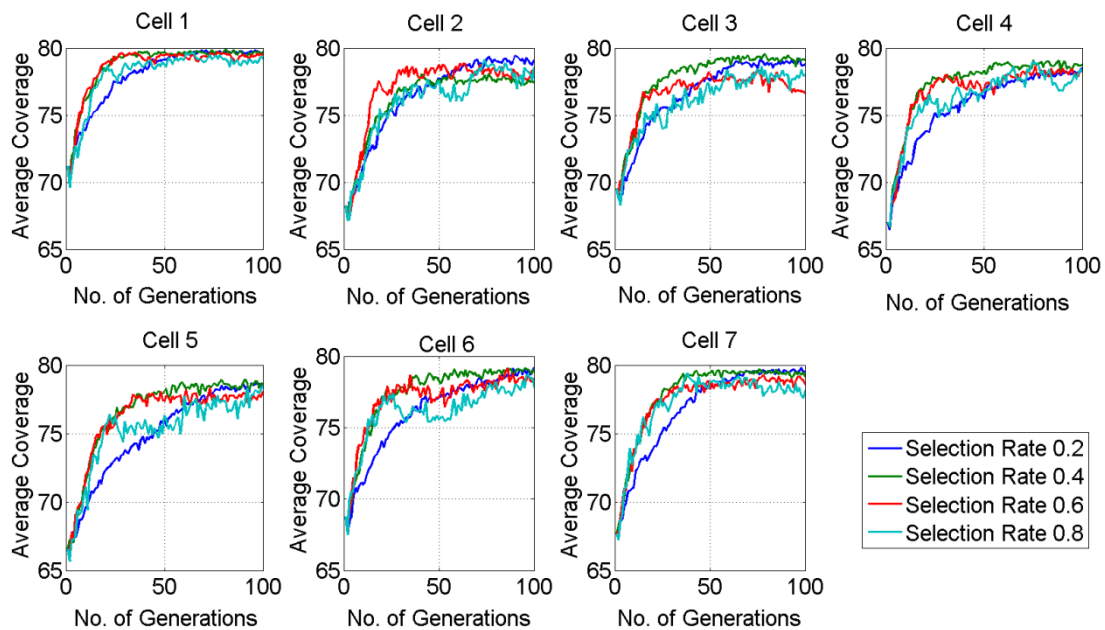 Cell 1
Cell 2
Cell 3
Cell 4
80
75
70
65
Average Coverage
0
50
100
No. of Generations
80
75
70
65
Average Coverage
0
50
100
No. of Generations
80
75
70
65
Average Coverage
0
50
100
No. of Generations
80
75
70
65
Average Coverage
0
50
100
No. of Generations
Cell 5
Cell 6
Cell 7
80
75
70
65
Average Coverage
0
50
100
No. of Generations
80
75
70
65
Average Coverage
0
50
100
No. of Generations
80
75
70
65
Average Coverage
0
50
100
No. of Generations
Selection Rate 0.2
Selection Rate 0.4
Selection Rate 0.6
Selection Rate 0.8